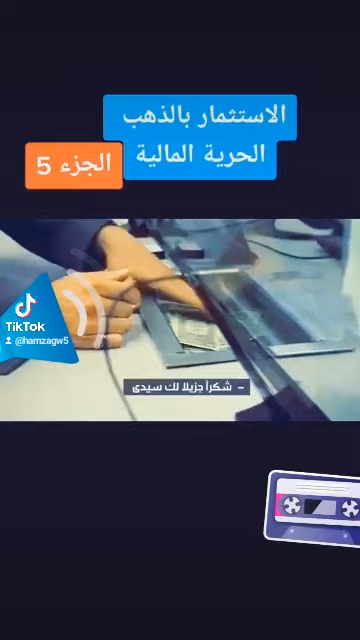 الاستثمار بالذهب
الحرية المالية
الجزء 5
TikTok
@hamzagw5
- شكراً جزيلا لك سيدي